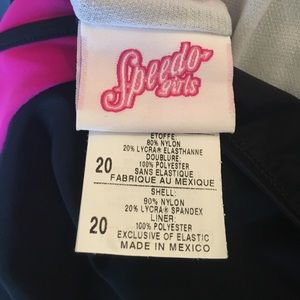 Speedo
girls
ÉTOFFE:
80% NYLON
20% LYCRA® ELASTHANNE
DOUBLURE:
20
100% POLYESTER
SANS ELASTIQUE
FABRIQUE AU MEXIQUE
SHELL:
80% NYLON
20% LYCRA® SPANDEX
20
LINER:
100% POLYESTER
EXCLUSIVE OF ELASTIC
MADE IN MEXICO